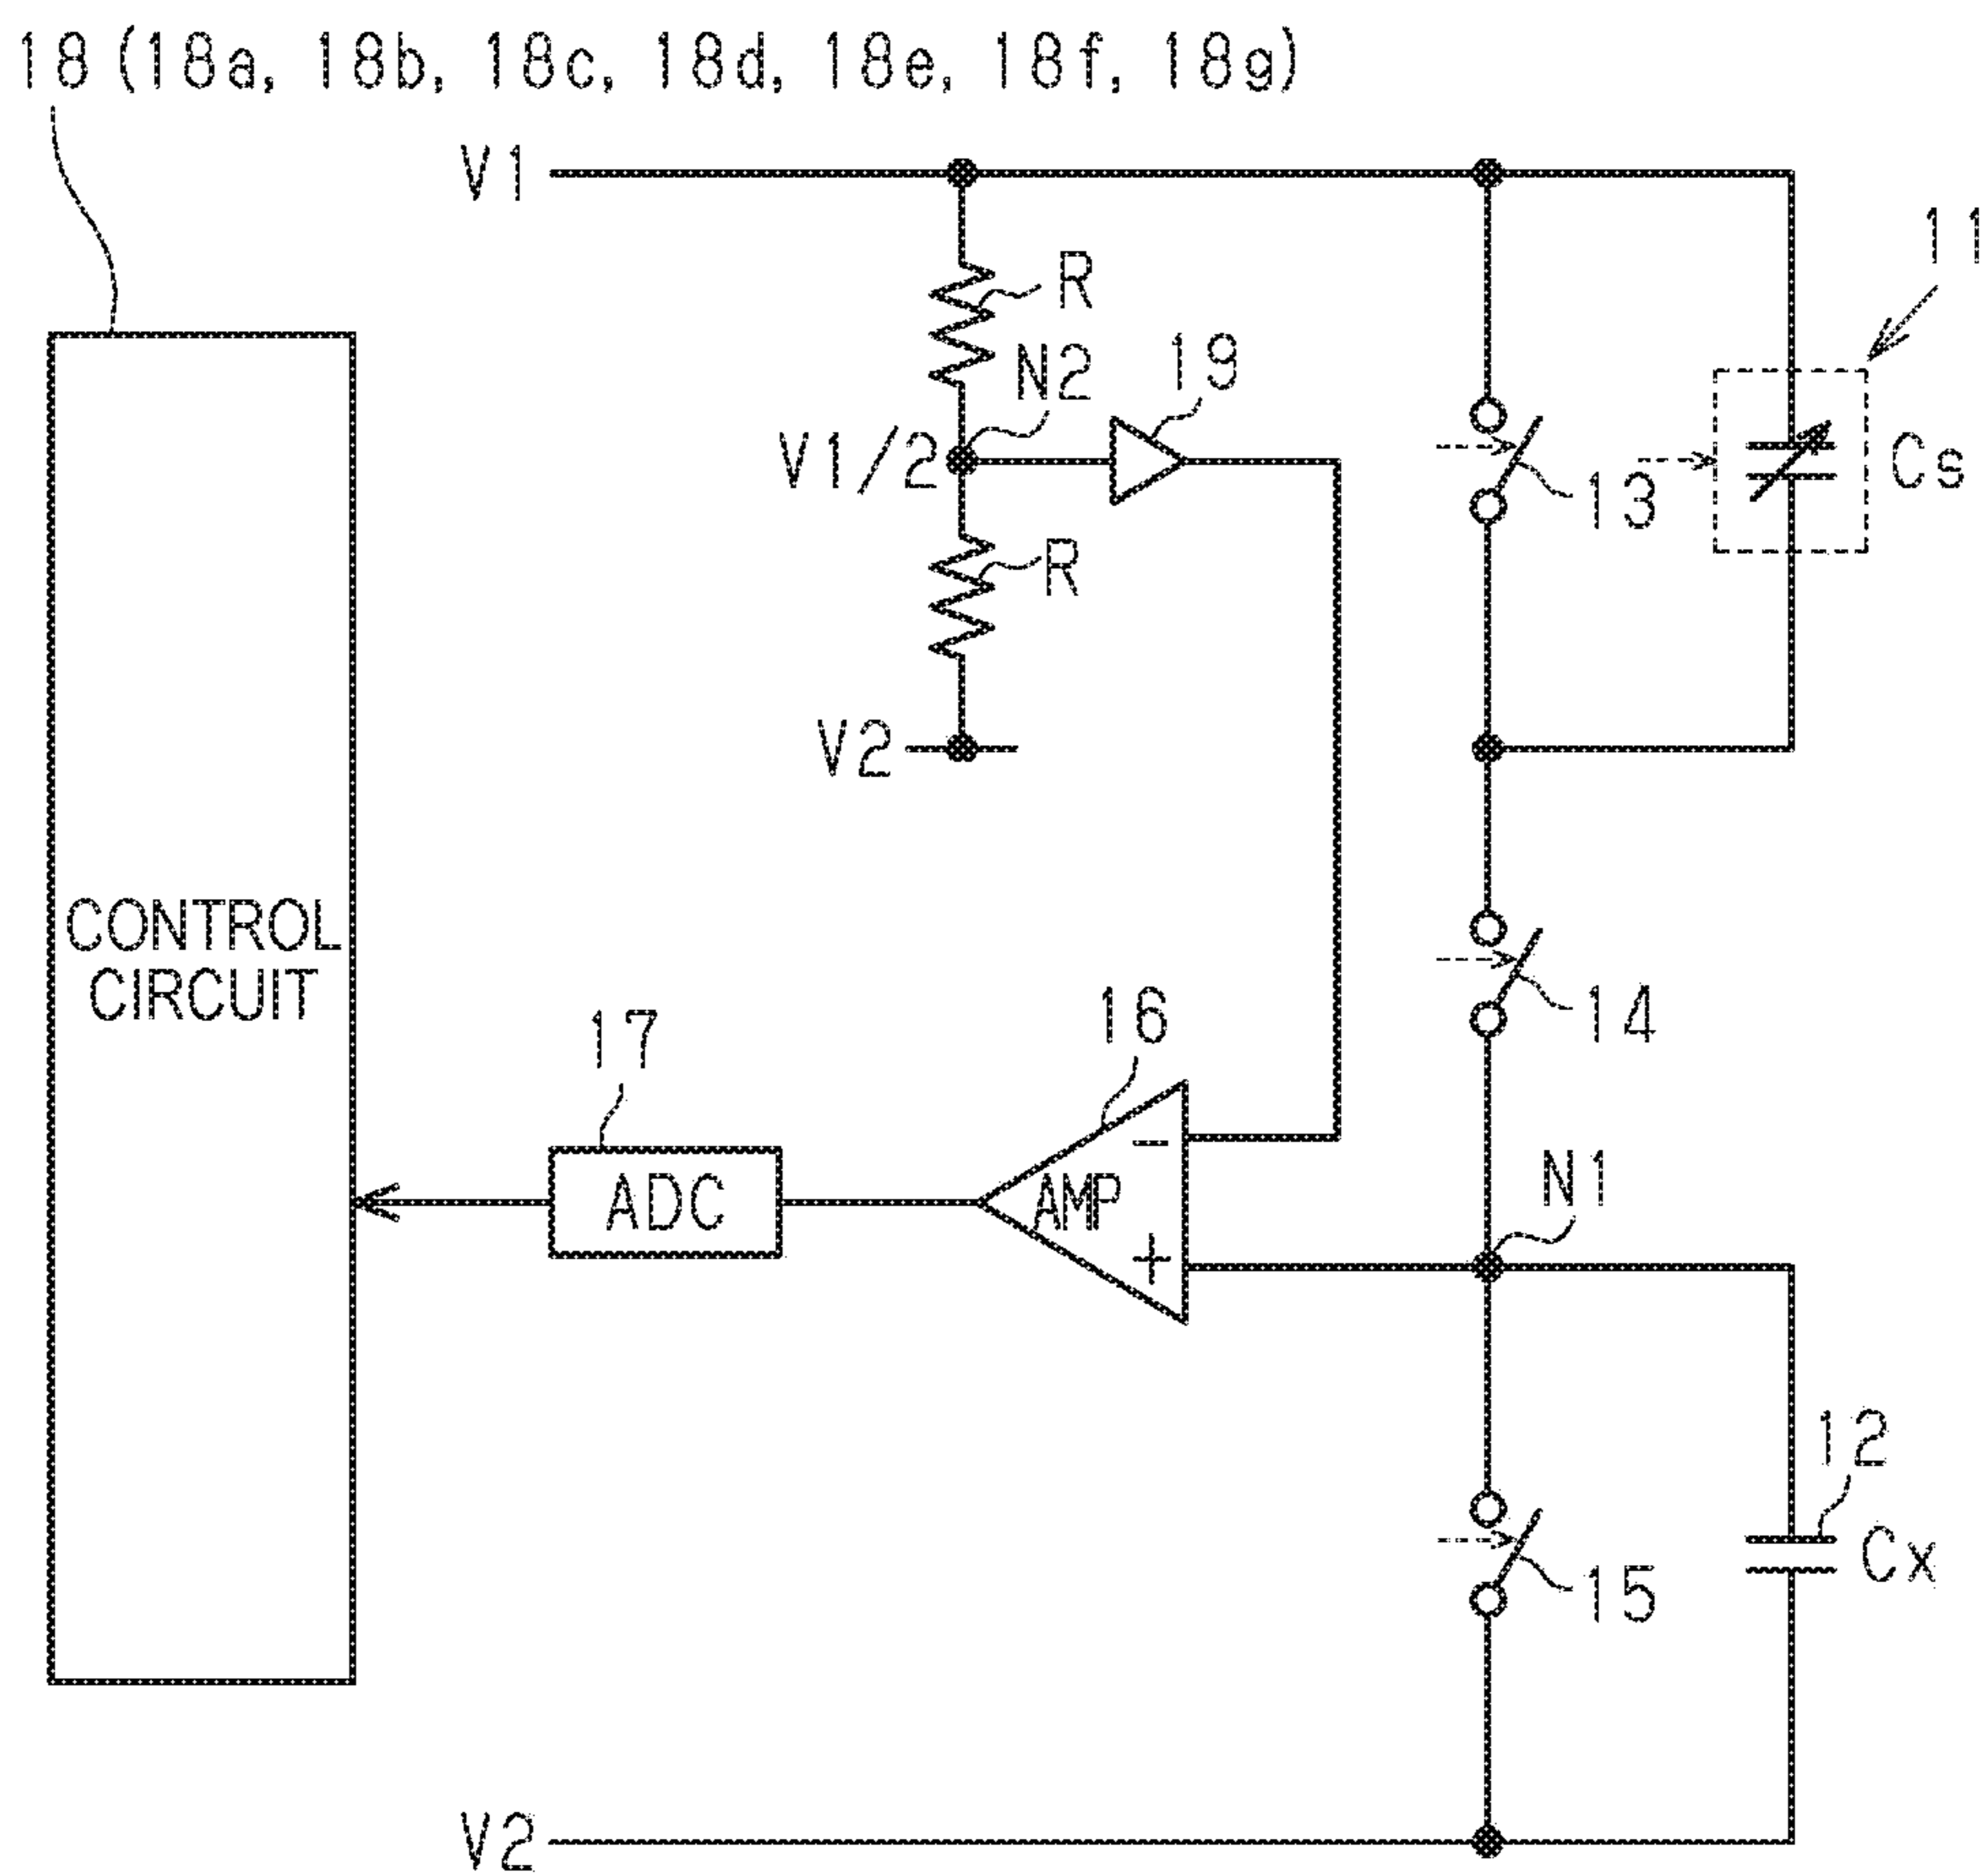 18 (18a, 18b, 18c, 18d, 18e, 18f, 18g)
V1
11
R
N2
19
V1/2
13
Cs
R
V2
CONTROL
CIRCUIT
14
17
16
ADC
AMP
−
+
N1
12
Cx
15
V2